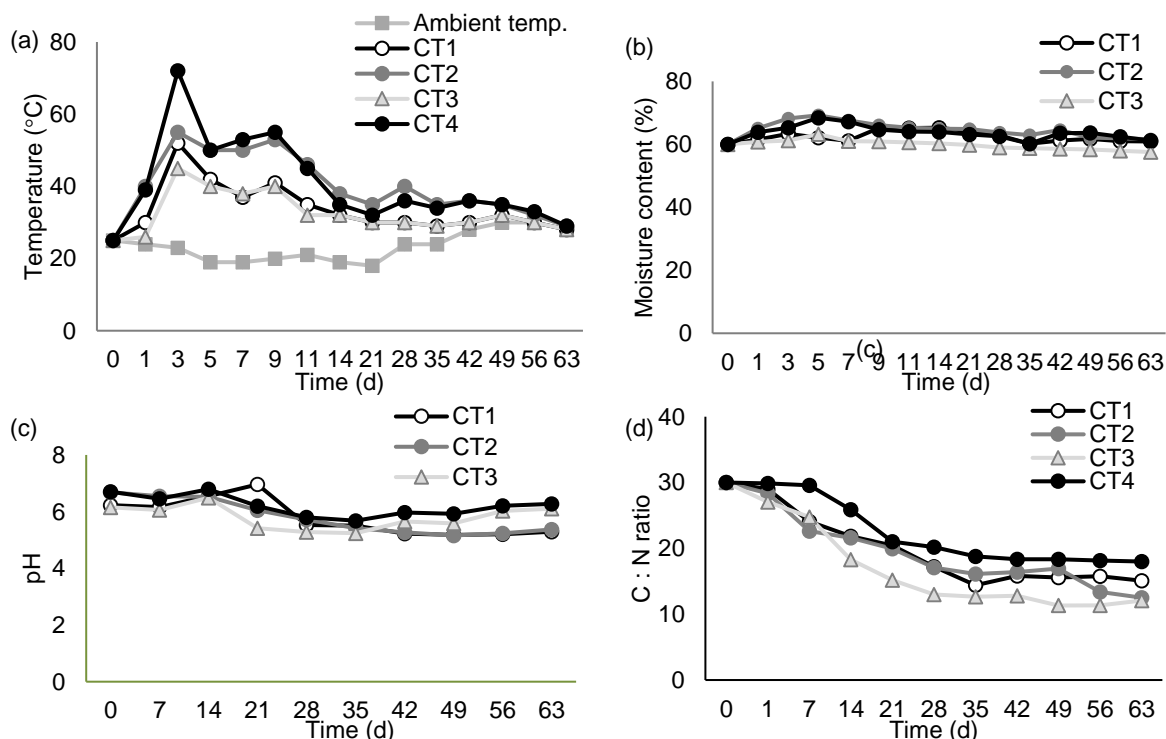 (a)
80
60
40
20
0
Temperature (°C)
Ambient temp.
CT1
CT2
CT3
CT4
0 1 3 5 7 9 11 14 21 28 35 42 49 56 63
Time (d)
(b)
100
80
60
40
20
0
Moisture content (%)
CT1
CT2
CT3
0 1 3 5 7 9 11 14 21 28 35 42 49 56 63
(c)
Time (d)
(c)
8
6
4
2
0
pH
CT1
CT2
CT3
0 7 14 21 28 35 42 49 56 63
Time (d)
(d)
40
30
20
10
0
C : N ratio
CT1
CT2
CT3
CT4
0 1 7 14 21 28 35 42 49 56 63
Time (d)